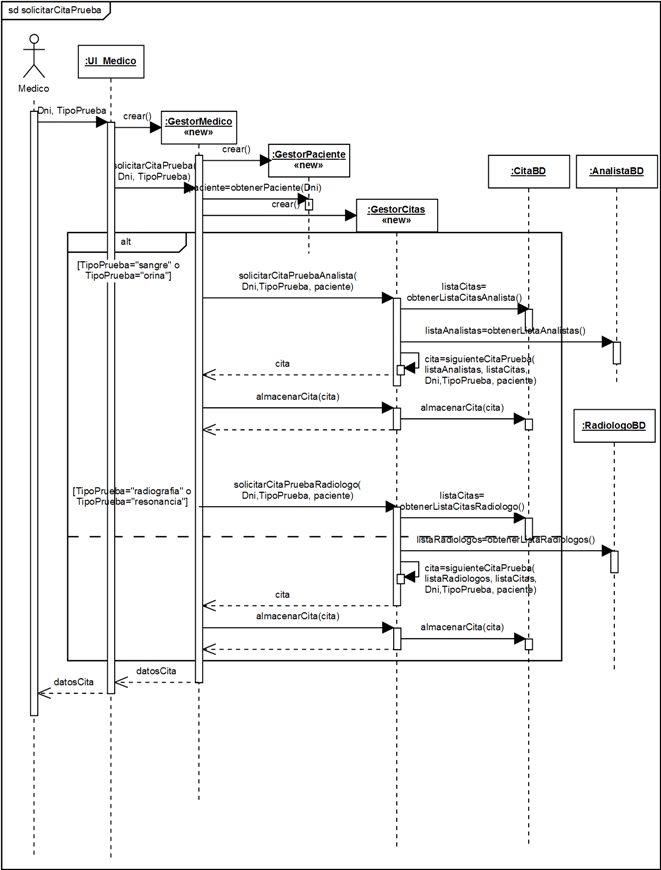 sd solicitarCitaPrueba
Medico
:UI_Medico
Dni, TipoPrueba
crear()
:GestorMedico
«new»
crear()
:GestorPaciente
«new»
solicitarCitaPrueba(
Dni, TipoPrueba)
paciente=obtenerPaciente(Dni)
crear()
:GestorCitas
«new»
:CitaBD
:AnalistaBD
alt
[TipoPrueba="sangre" o
TipoPrueba="orina"]
solicitarCitaPruebaAnalista(
Dni,TipoPrueba, paciente)
listaCitas=
obtenerListaCitasAnalista()
listaAnalistas=obtenerListaAnalistas()
cita=siguienteCitaPrueba(
listaAnalistas, listaCitas,
Dni,TipoPrueba, paciente)
cita
almacenarCita(cita)
almacenarCita(cita)
:RadiologoBD
[TipoPrueba="radiografia" o
TipoPrueba="resonancia"]
solicitarCitaPruebaRadiologo(
Dni,TipoPrueba, paciente)
listaCitas=
obtenerListaCitasRadiologo()
listaRadiologos=obtenerListaRadiologos()
cita=siguienteCitaPrueba(
listaRadiologos, listaCitas,
Dni,TipoPrueba, paciente)
cita
almacenarCita(cita)
almacenarCita(cita)
datosCita
datosCita